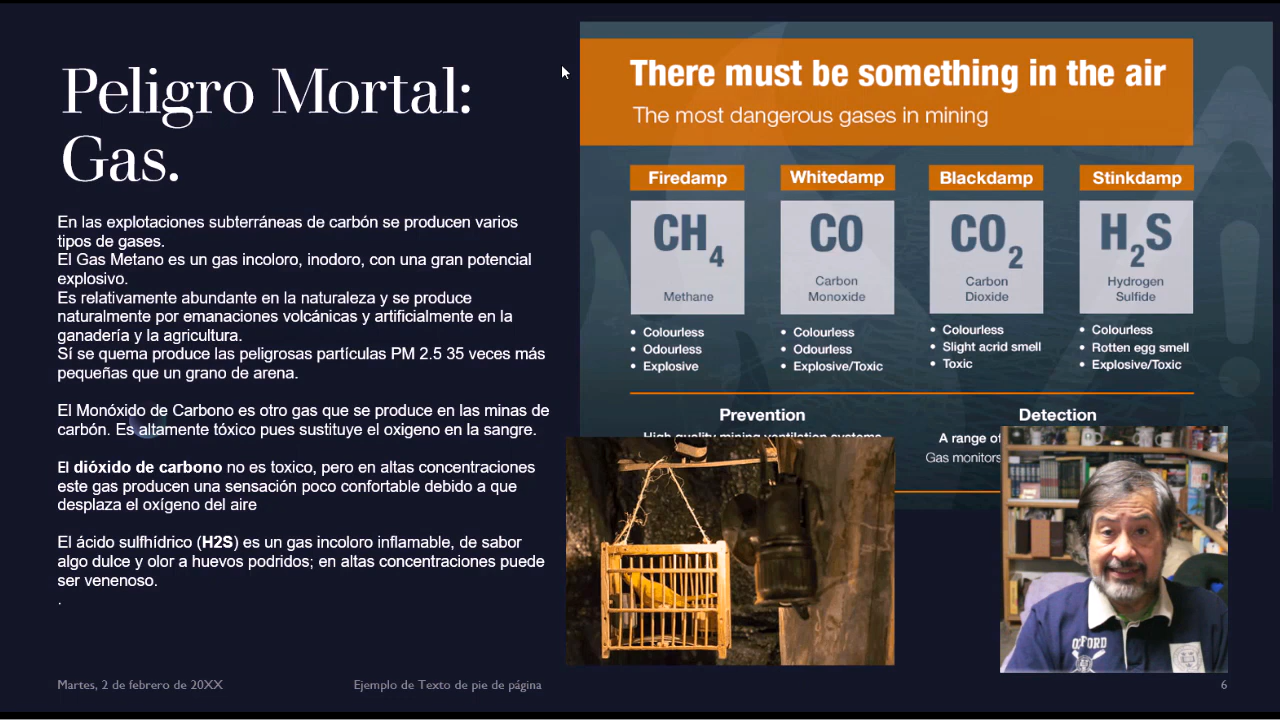 Peligro Mortal:
Gas.
En las explotaciones subterráneas de carbón se producen varios
tipos de gases.
El Gas Metano es un gas incoloro, inodoro, con una gran potencial
explosivo.
Es relativamente abundante en la naturaleza y se produce
naturalmente por emanaciones volcánicas y artificialmente en la
ganadería y la agricultura.
Sí se quema produce las peligrosas partículas PM 2.5 35 veces más
pequeñas que un grano de arena.
El Monóxido de Carbono es otro gas que se produce en las minas de
carbón. Es altamente tóxico pues sustituye el oxigeno en la sangre.
El dióxido de carbono no es toxico, pero en altas concentraciones
este gas producen una sensación poco confortable debido a que
desplaza el oxígeno del aire
El ácido sulfhídrico (H2S) es un gas incoloro inflamable, de sabor
algo dulce y olor a huevos podridos; en altas concentraciones puede
ser venenoso.
.
There must be something in the air
The most dangerous gases in mining
Firedamp
CH4
Methane
• Colourless
• Odourless
• Explosive
Whitedamp
CO
Carbon
Monoxide
• Colourless
• Odourless
• Explosive/Toxic
Blackdamp
CO2
Carbon
Dioxide
• Colourless
• Slight acrid smell
• Toxic
Stinkdamp
H2S
Hydrogen
Sulfide
• Colourless
• Rotten egg smell
• Explosive/Toxic
Prevention
High quality mining ventilation systems
Detection
A range of
Gas monitors
OXFORD
Martes, 2 de febrero de 20XX
Ejemplo de Texto de pie de página
6